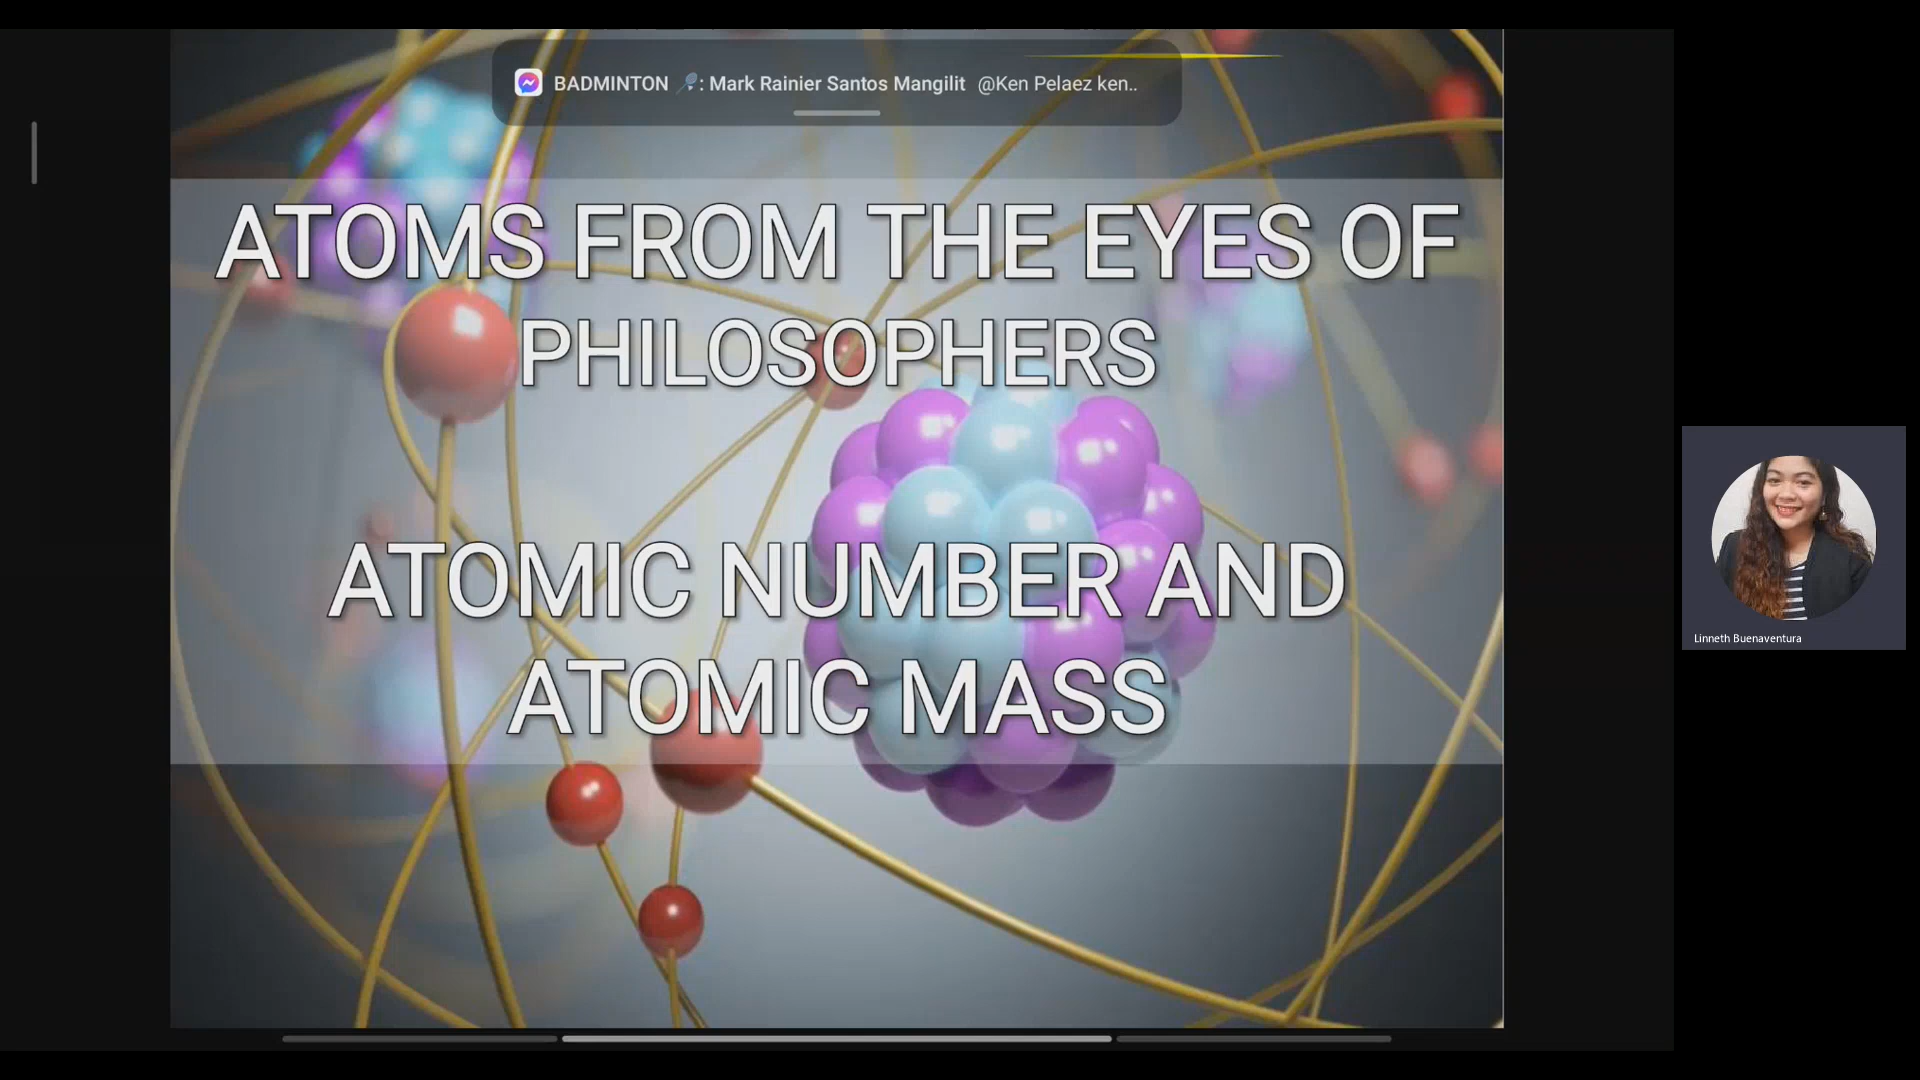 BADMINTON 🏸: Mark Rainier Santos Mangilit @Ken Pelaez ken..
ATOMS FROM THE EYES OF
PHILOSOPHERS
ATOMIC NUMBER AND
ATOMIC MASS
Linneth Buenaventura